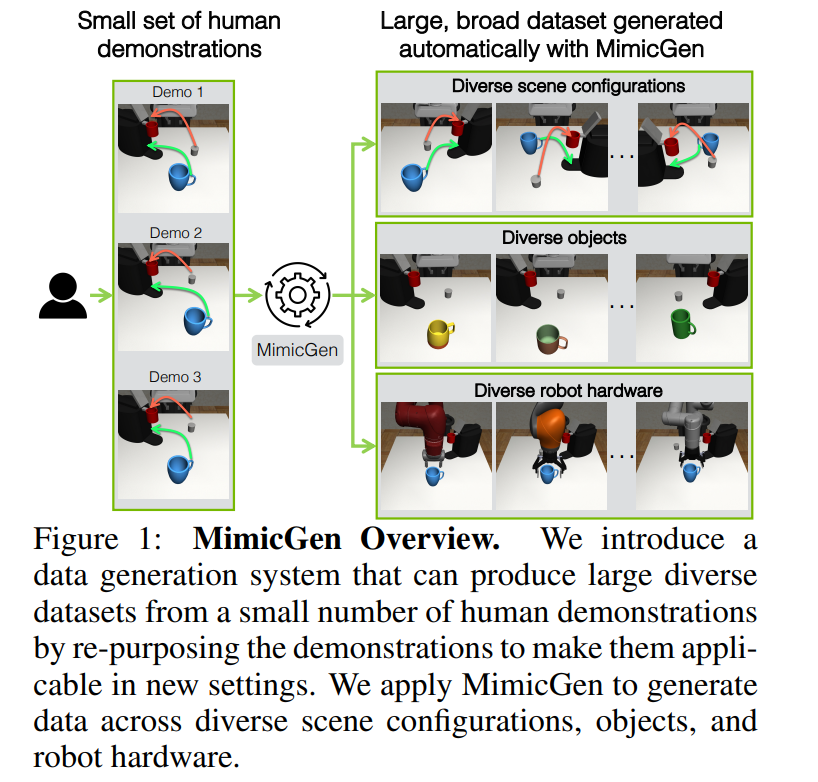 Small set of human
demonstrations
Large, broad dataset generated
automatically with MimicGen
Demo 1
Demo 2
Demo 3
MimicGen
Diverse scene configurations
. . .
Diverse objects
. . .
Diverse robot hardware
. . .
Figure 1: MimicGen Overview. We introduce a
data generation system that can produce large diverse
datasets from a small number of human demonstrations
by re-purposing the demonstrations to make them appli-
cable in new settings. We apply MimicGen to generate
data across diverse scene configurations, objects, and
robot hardware.